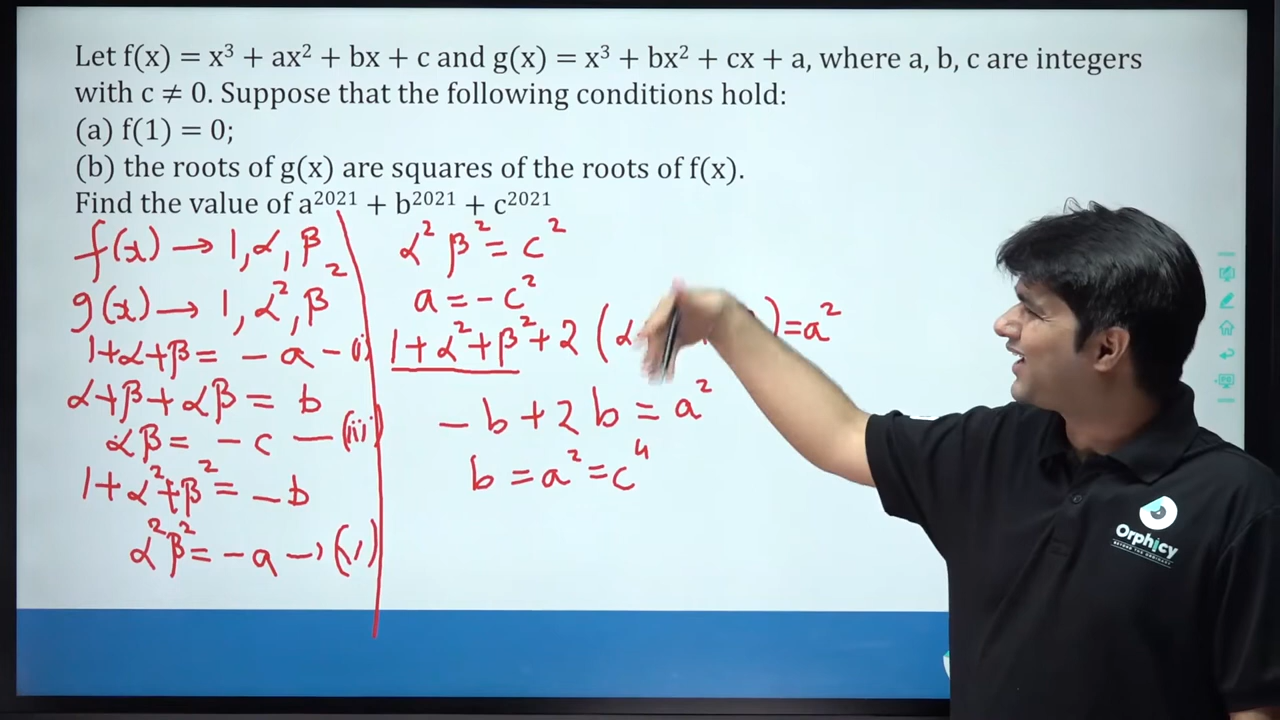 Let f(x) = x³ + ax² + bx + c and g(x) = x³ + bx² + cx + a, where a, b, c are integers
with c ≠ 0. Suppose that the following conditions hold:
(a) f(1) = 0;
(b) the roots of g(x) are squares of the roots of f(x).
Find the value of a²⁰²¹ + b²⁰²¹ + c²⁰²¹
f(x) → 1, α, β
g(x) → 1, α², β²
1+α+β = -a - (i)
α+β+αβ = b
αβ = -c - (ii)
1+α²+β² = -b
α²β² = -a →
α²β² = c²
a = -c²
1+α²+β²+2( )=a²
-b+2b = a²
b = a² = c⁴
Orphicy